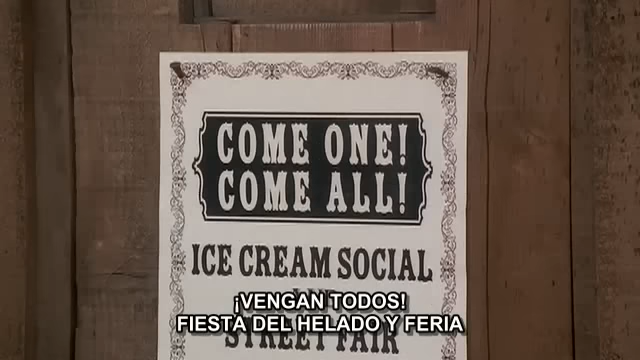 COME ONE!
COME ALL!
ICE CREAM SOCIAL
¡VENGAN TODOS!
FIESTA DEL HELADO Y FERIA
STREET FAIR